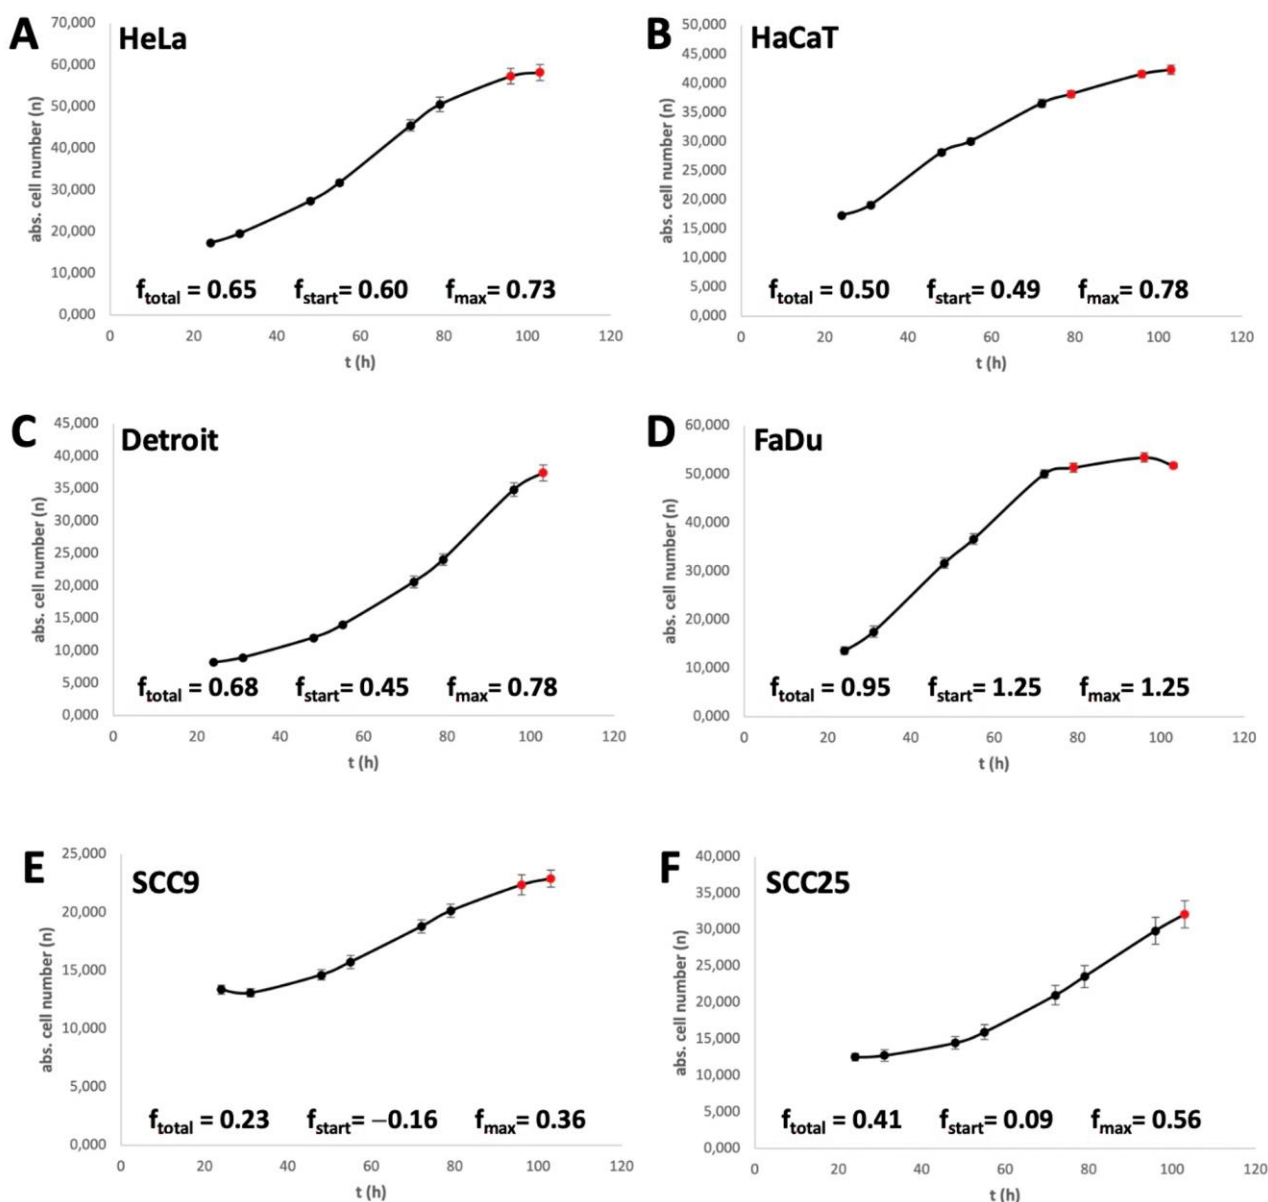 A
HeLa
70,000
60,000
50,000
40,000
30,000
20,000
10,000
0,000
abs. cell number (n)
ftotal = 0.65 fstart= 0.60 fmax= 0.73
0 20 40 60 80 100 120
t (h)
B
HaCaT
50,000
45,000
40,000
35,000
30,000
25,000
20,000
15,000
10,000
5,000
0,000
abs. cell number (n)
ftotal = 0.50 fstart= 0.49 fmax= 0.78
0 20 40 60 80 100 120
t (h)
C
Detroit
45,000
40,000
35,000
30,000
25,000
20,000
15,000
10,000
5,000
0,000
abs. cell number (n)
ftotal = 0.68 fstart= 0.45 fmax= 0.78
0 20 40 60 80 100 120
t (h)
D
FaDu
60,000
50,000
40,000
30,000
20,000
10,000
0,000
abs. cell number (n)
ftotal = 0.95 fstart= 1.25 fmax= 1.25
0 20 40 60 80 100 120
t (h)
E
SCC9
25,000
20,000
15,000
10,000
5,000
0,000
abs. cell number (n)
ftotal = 0.23 fstart= −0.16 fmax= 0.36
0 20 40 60 80 100 120
t (h)
F
SCC25
40,000
35,000
30,000
25,000
20,000
15,000
10,000
5,000
0,000
abs. cell number (n)
ftotal = 0.41 fstart= 0.09 fmax= 0.56
0 20 40 60 80 100 120
t (h)